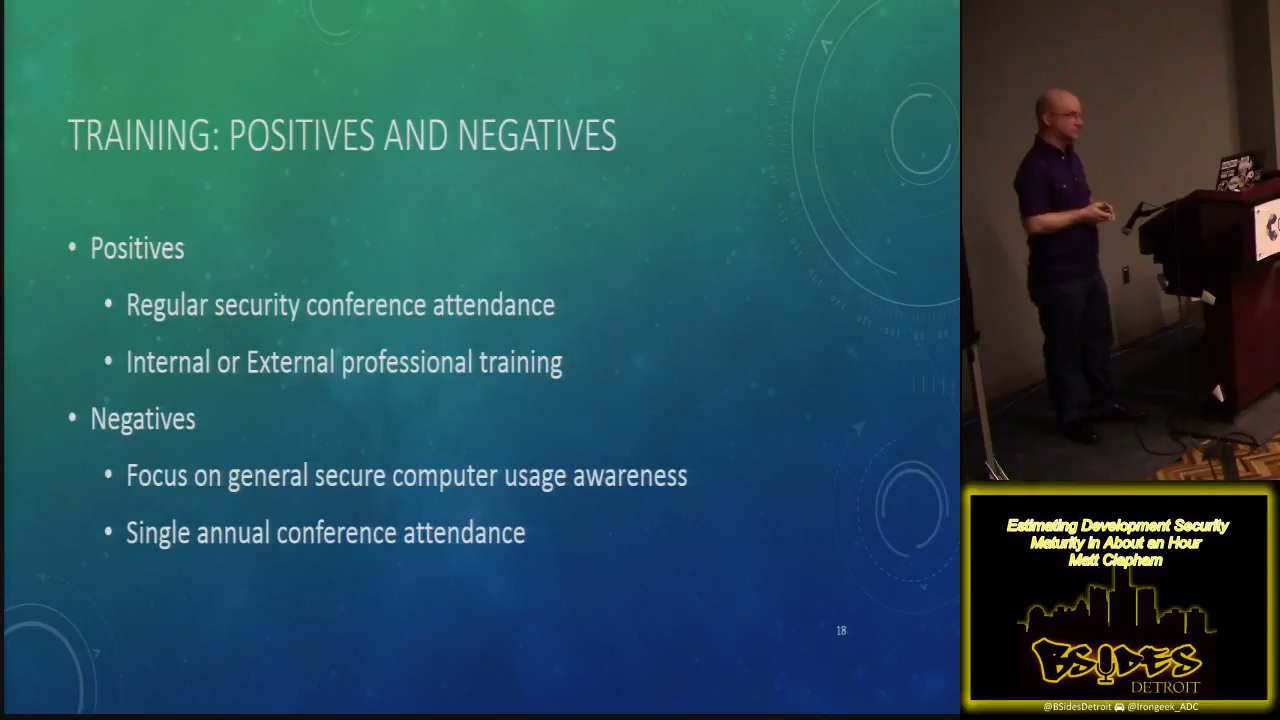 TRAINING: POSITIVES AND NEGATIVES
• Positives
• Regular security conference attendance
• Internal or External professional training
• Negatives
• Focus on general secure computer usage awareness
• Single annual conference attendance
18
Estimating Development Security
Maturity in About an Hour
Matt Clapham
BSIDES
DETROIT
@BSidesDetroit @Irongeek_ADC